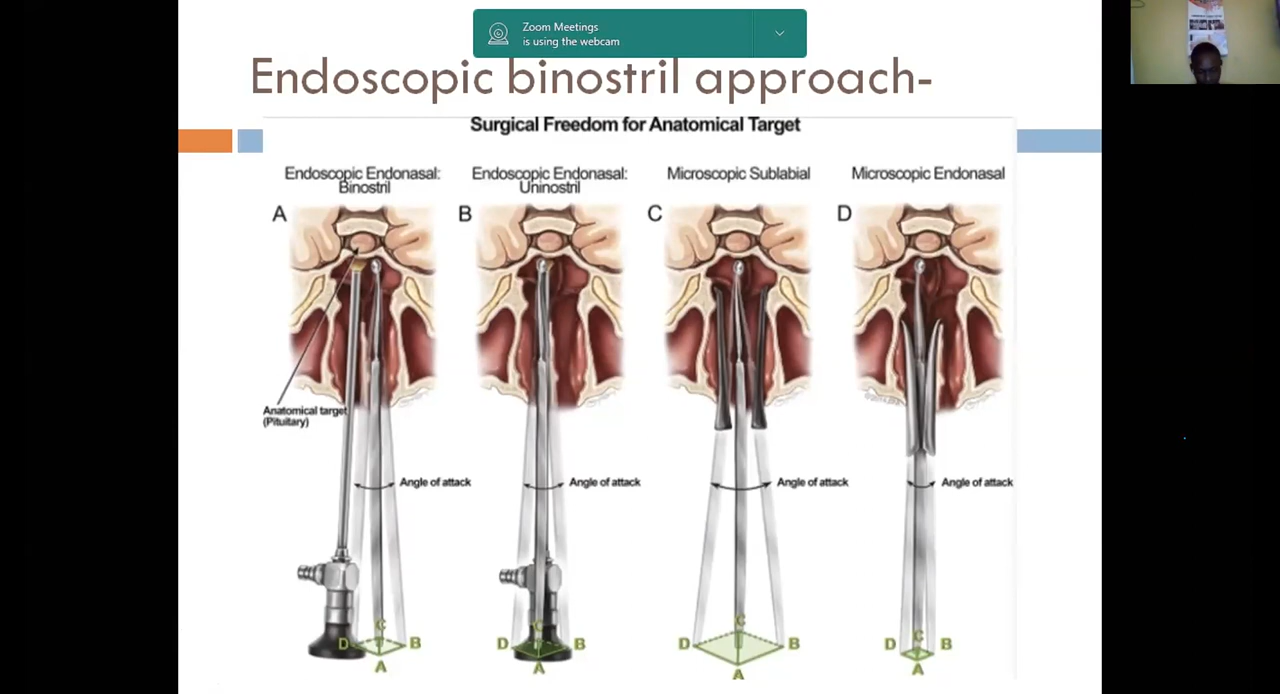 Zoom Meetings
is using the webcam
Endoscopic binostril approach-
Surgical Freedom for Anatomical Target
Endoscopic Endonasal:
Binostril
Endoscopic Endonasal:
Uninostril
Microscopic Sublabial
Microscopic Endonasal
A
B
C
D
Anatomical target
(Pituitary)
Angle of attack
Angle of attack
Angle of attack
Angle of attack
C
D
B
A
C
D
B
A
C
D
B
A
C
D
B
A